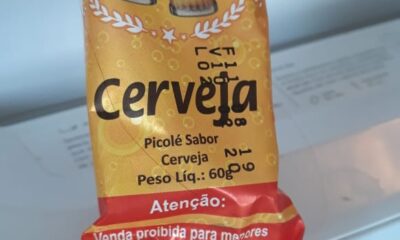 Cerveja
Picolé Sabor
Cerveja
Peso Líq.: 60g
Atenção:
Venda proibida para menores